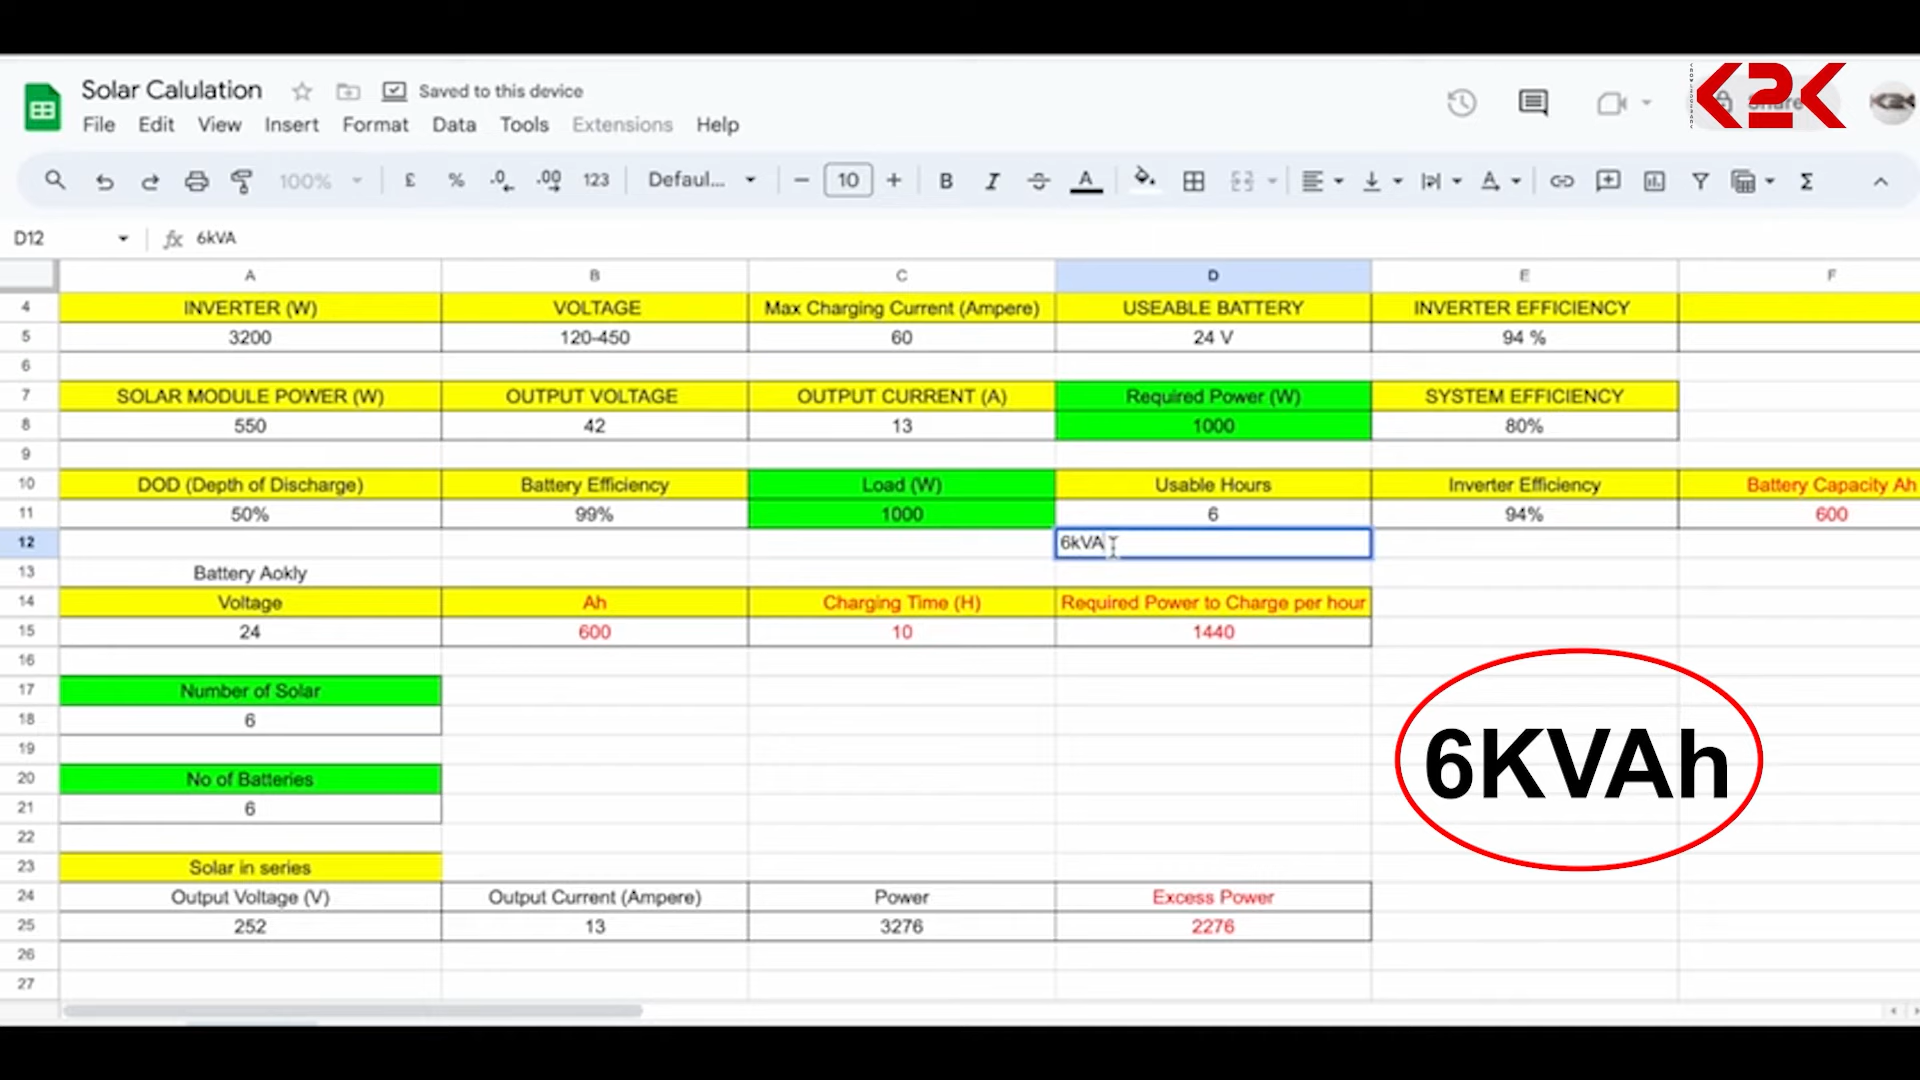 Solar Calulation
Saved to this device
K2K
File Edit View Insert Format Data Tools Extensions Help
100% £ % .0 .00 123 Defaul... 10 B I A Σ
D12 fx 6kVA
A B C D E F
4 INVERTER (W) VOLTAGE Max Charging Current (Ampere) USEABLE BATTERY INVERTER EFFICIENCY
5 3200 120-450 60 24 V 94 %
6
7 SOLAR MODULE POWER (W) OUTPUT VOLTAGE OUTPUT CURRENT (A) Required Power (W) SYSTEM EFFICIENCY
8 550 42 13 1000 80%
9
10 DOD (Depth of Discharge) Battery Efficiency Load (W) Usable Hours Inverter Efficiency Battery Capacity Ah
11 50% 99% 1000 6 94% 600
12 6kVA
13 Battery Aokly
14 Voltage Ah Charging Time (H) Required Power to Charge per hour
15 24 600 10 1440
16
17 Number of Solar
18 6
19
20 No of Batteries
21 6
22
23 Solar in series
24 Output Voltage (V) Output Current (Ampere) Power Excess Power
25 252 13 3276 2276
26
27
6KVAh